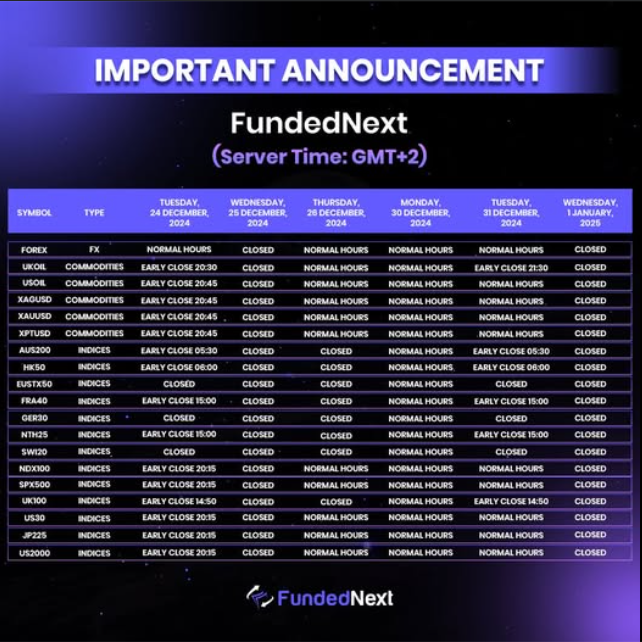 IMPORTANT ANNOUNCEMENT
FundedNext
(Server Time: GMT+2)
SYMBOL TYPE TUESDAY, 24 DECEMBER, 2024 WEDNESDAY, 25 DECEMBER, 2024 THURSDAY, 26 DECEMBER, 2024 MONDAY, 30 DECEMBER, 2024 TUESDAY, 31 DECEMBER, 2024 WEDNESDAY, 1 JANUARY, 2025
FOREX FX NORMAL HOURS CLOSED NORMAL HOURS NORMAL HOURS NORMAL HOURS CLOSED
UKOIL COMMODITIES EARLY CLOSE 20:30 CLOSED NORMAL HOURS NORMAL HOURS EARLY CLOSE 21:30 CLOSED
USOIL COMMODITIES EARLY CLOSE 20:45 CLOSED NORMAL HOURS NORMAL HOURS NORMAL HOURS CLOSED
XAGUSD COMMODITIES EARLY CLOSE 20:45 CLOSED NORMAL HOURS NORMAL HOURS NORMAL HOURS CLOSED
XAUUSD COMMODITIES EARLY CLOSE 20:45 CLOSED NORMAL HOURS NORMAL HOURS NORMAL HOURS CLOSED
XPTUSD COMMODITIES EARLY CLOSE 20:45 CLOSED NORMAL HOURS NORMAL HOURS NORMAL HOURS CLOSED
AUS200 INDICES EARLY CLOSE 05:30 CLOSED CLOSED NORMAL HOURS EARLY CLOSE 05:30 CLOSED
HK50 INDICES EARLY CLOSE 06:00 CLOSED CLOSED NORMAL HOURS EARLY CLOSE 06:00 CLOSED
EUSTX50 INDICES CLOSED CLOSED CLOSED NORMAL HOURS CLOSED CLOSED
FRA40 INDICES EARLY CLOSE 15:00 CLOSED CLOSED NORMAL HOURS EARLY CLOSE 15:00 CLOSED
GER30 INDICES CLOSED CLOSED CLOSED NORMAL HOURS CLOSED CLOSED
NTH25 INDICES EARLY CLOSE 15:00 CLOSED CLOSED NORMAL HOURS EARLY CLOSE 15:00 CLOSED
SWI20 INDICES CLOSED CLOSED CLOSED NORMAL HOURS CLOSED CLOSED
NDX100 INDICES EARLY CLOSE 20:15 CLOSED NORMAL HOURS NORMAL HOURS NORMAL HOURS CLOSED
SPX500 INDICES EARLY CLOSE 20:15 CLOSED NORMAL HOURS NORMAL HOURS NORMAL HOURS CLOSED
UK100 INDICES EARLY CLOSE 14:50 CLOSED CLOSED NORMAL HOURS EARLY CLOSE 14:50 CLOSED
US30 INDICES EARLY CLOSE 20:15 CLOSED NORMAL HOURS NORMAL HOURS NORMAL HOURS CLOSED
JP225 INDICES EARLY CLOSE 20:15 CLOSED NORMAL HOURS NORMAL HOURS NORMAL HOURS CLOSED
US2000 INDICES EARLY CLOSE 20:15 CLOSED NORMAL HOURS NORMAL HOURS NORMAL HOURS CLOSED
FundedNext